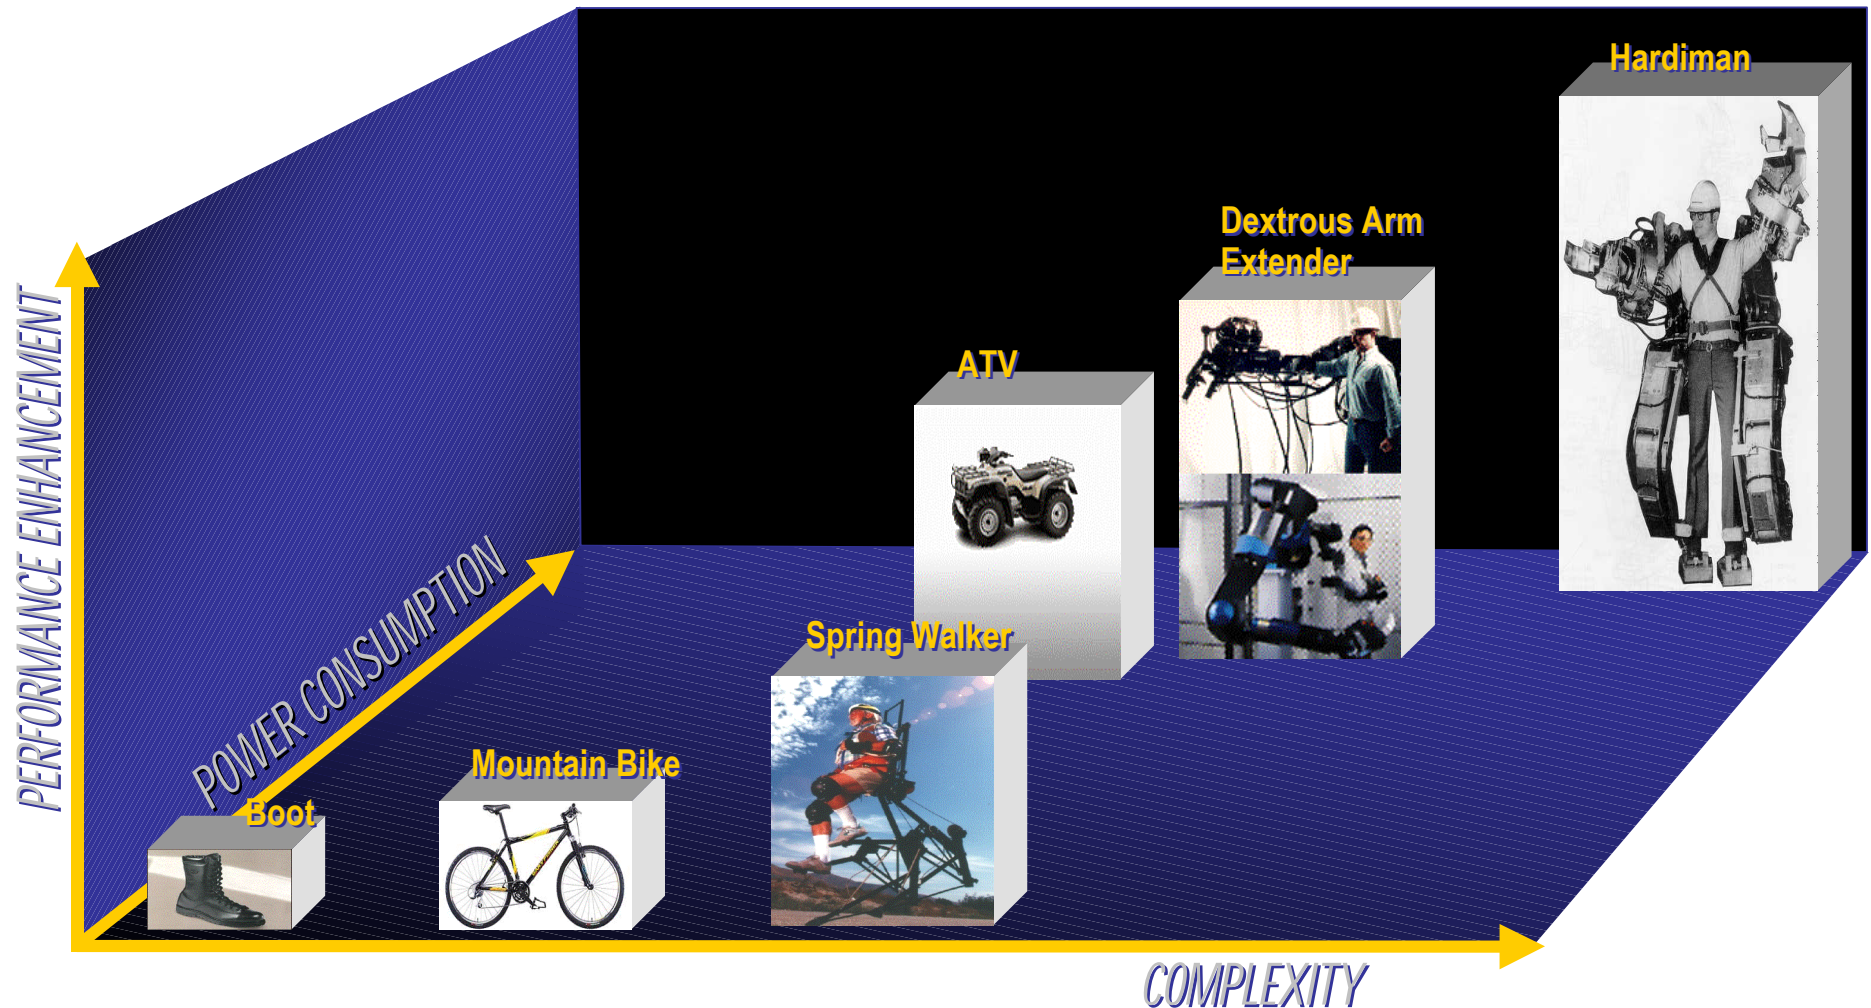 Hardiman
Dextrous Arm
Extender
ATV
Spring Walker
Mountain Bike
Boot
PERFORMANCE ENHANCEMENT
POWER CONSUMPTION
COMPLEXITY